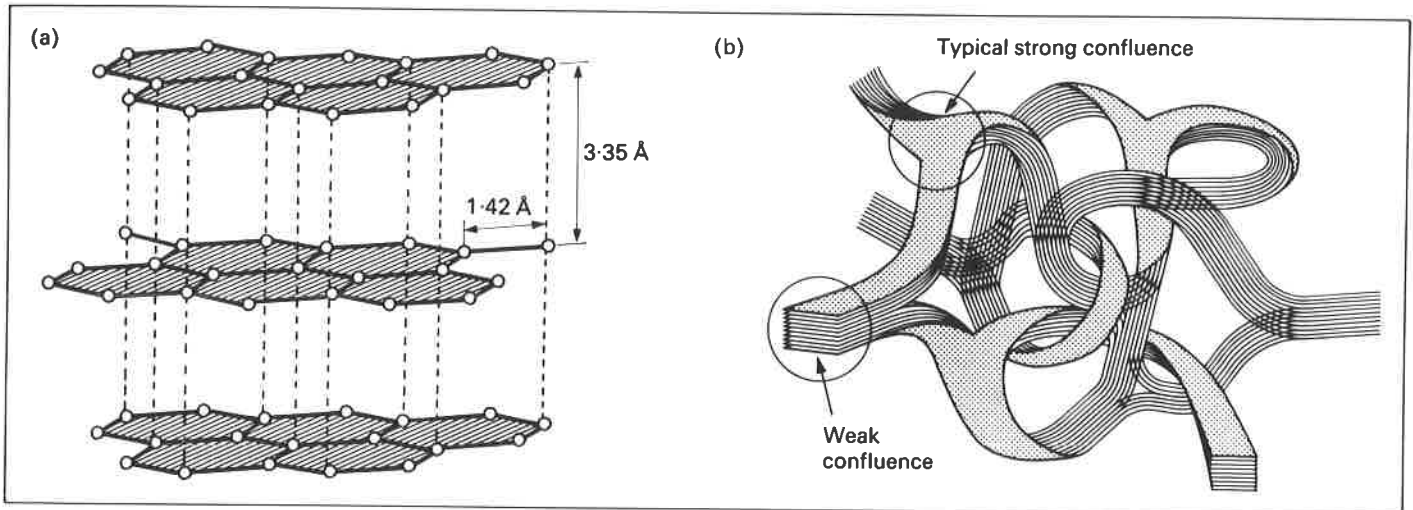 (a)
3·35 Å
1·42 Å
(b)
Typical strong confluence
Weak
confluence